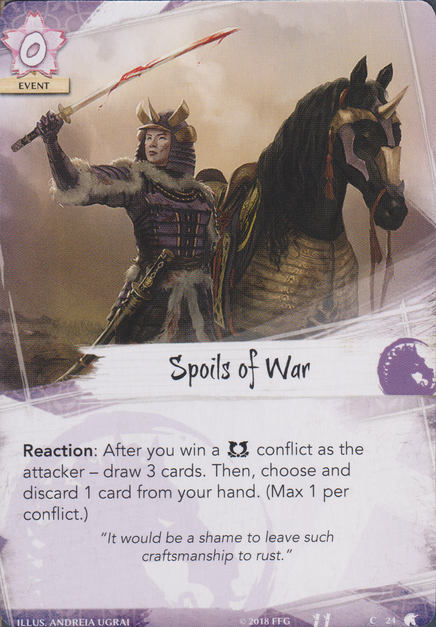 0
EVENT
Spoils of War
Reaction: After you win a conflict as the
attacker – draw 3 cards. Then, choose and
discard 1 card from your hand. (Max 1 per
conflict.)
“It would be a shame to leave such
craftsmanship to rust.”
ILLUS. ANDREIA UGRAI © 2018 FFG C 24